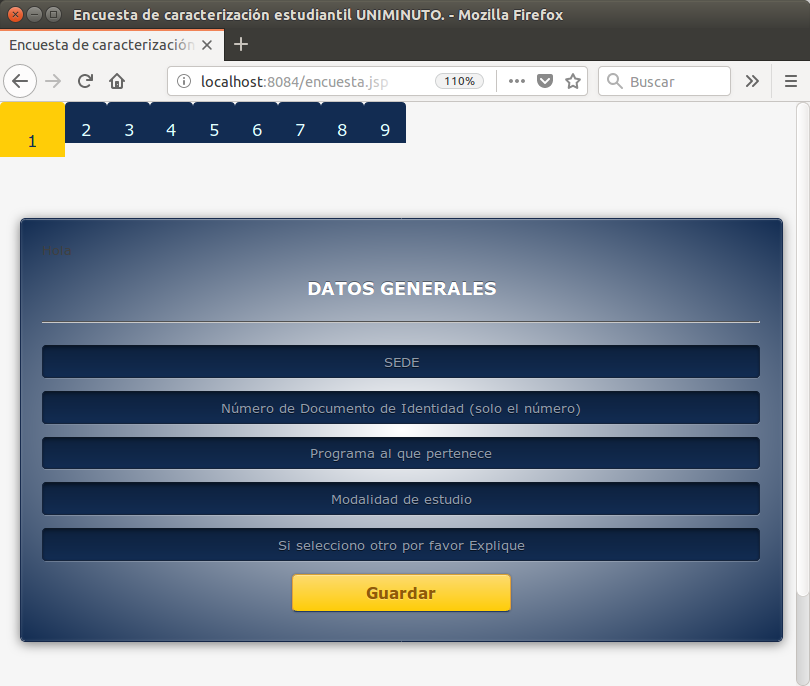 Encuesta de caracterización estudiantil UNIMINUTO. - Mozilla Firefox
Encuesta de caracterización
localhost:8084/encuesta.jsp
110%
Buscar
1 2 3 4 5 6 7 8 9
DATOS GENERALES
SEDE
Número de Documento de Identidad (solo el número)
Programa al que pertenece
Modalidad de estudio
Si selecciono otro por favor Explique
Guardar